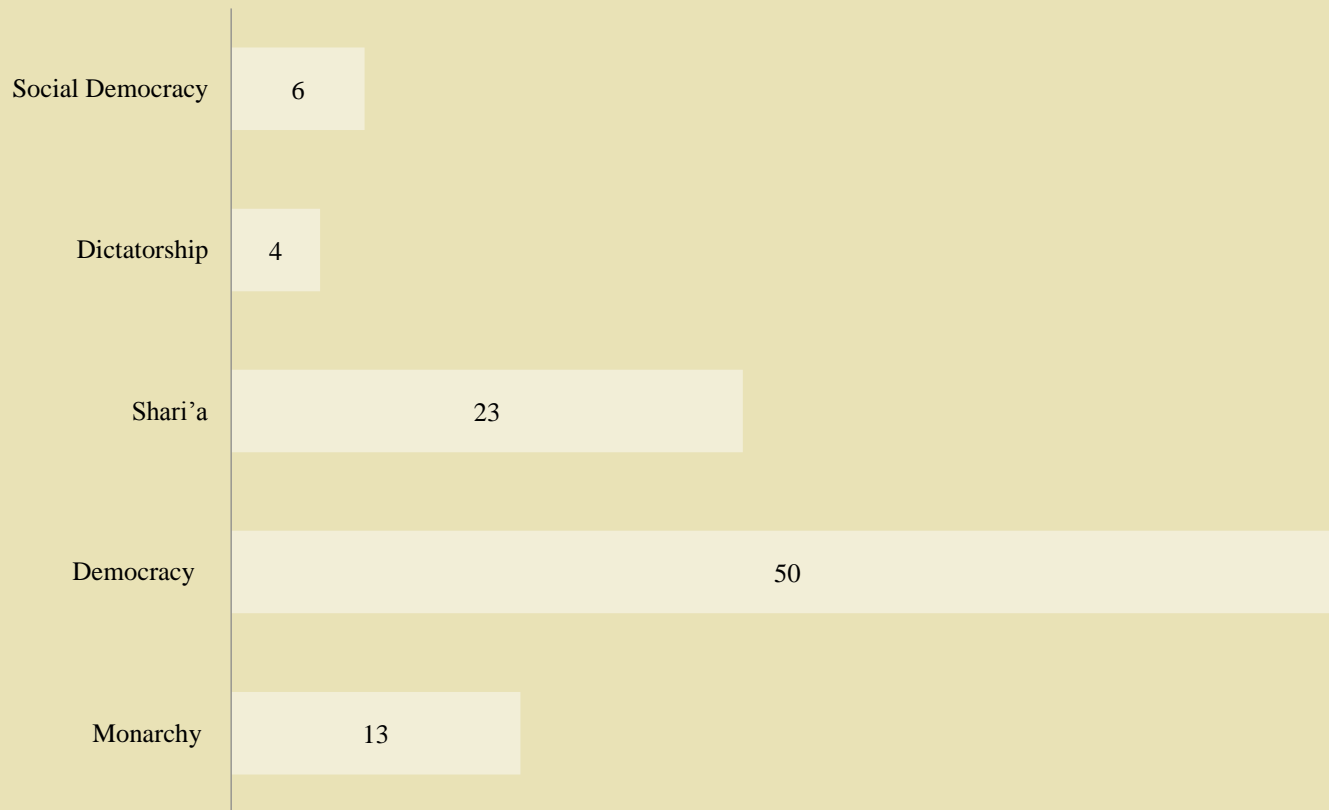 Social Democracy 6
Dictatorship 4
Shari’a 23
Democracy 50
Monarchy 13